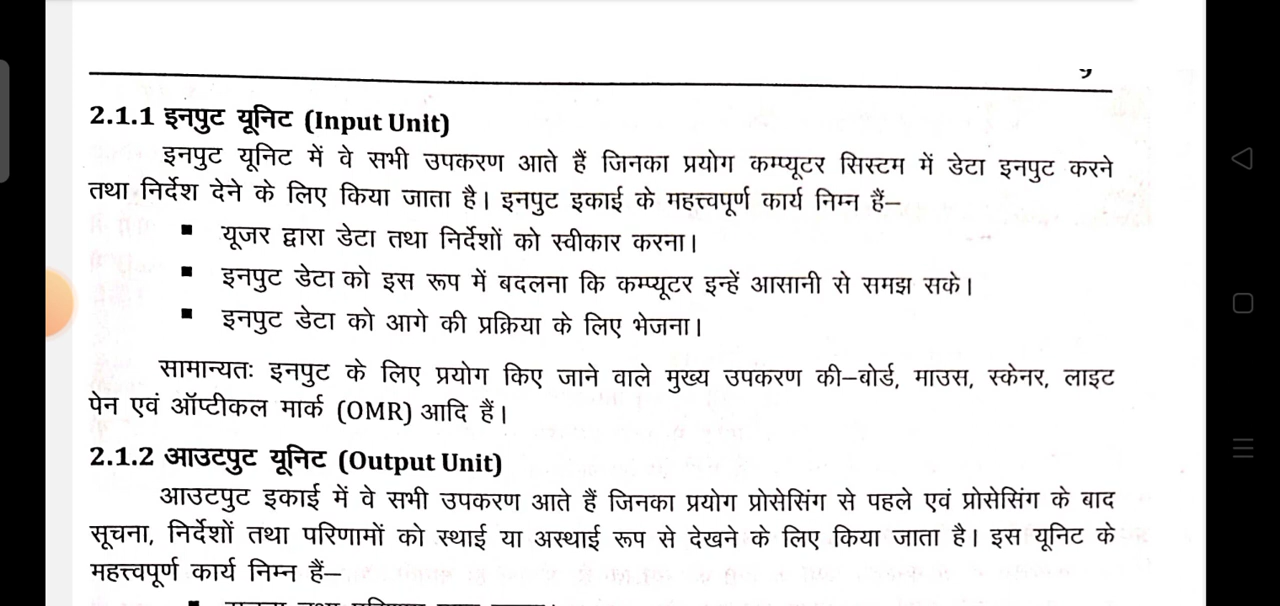 2.1.1 इनपुट यूनिट (Input Unit)
इनपुट यूनिट में वे सभी उपकरण आते हैं जिनका प्रयोग कम्प्यूटर सिस्टम में डेटा इनपुट करने
तथा निर्देश देने के लिए किया जाता है। इनपुट इकाई के महत्त्वपूर्ण कार्य निम्न हैं–
▪ यूजर द्वारा डेटा तथा निर्देशों को स्वीकार करना।
▪ इनपुट डेटा को इस रूप में बदलना कि कम्प्यूटर इन्हें आसानी से समझ सके।
▪ इनपुट डेटा को आगे की प्रक्रिया के लिए भेजना।
सामान्यतः इनपुट के लिए प्रयोग किए जाने वाले मुख्य उपकरण की–बोर्ड, माउस, स्केनर, लाइट
पेन एवं ऑप्टीकल मार्क (OMR) आदि हैं।
2.1.2 आउटपुट यूनिट (Output Unit)
आउटपुट इकाई में वे सभी उपकरण आते हैं जिनका प्रयोग प्रोसेसिंग से पहले एवं प्रोसेसिंग के बाद
सूचना, निर्देशों तथा परिणामों को स्थाई या अस्थाई रूप से देखने के लिए किया जाता है। इस यूनिट के
महत्त्वपूर्ण कार्य निम्न हैं–